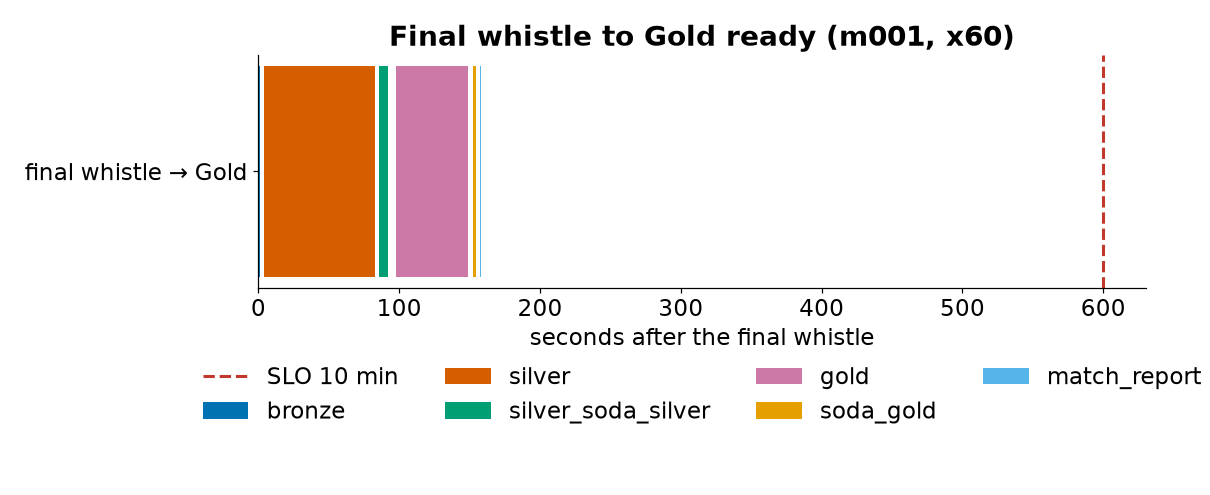 Final whistle to Gold ready (m001, x60)
final whistle → Gold
0 100 200 300 400 500 600
seconds after the final whistle
SLO 10 min silver gold match_report
bronze silver_soda_silver soda_gold